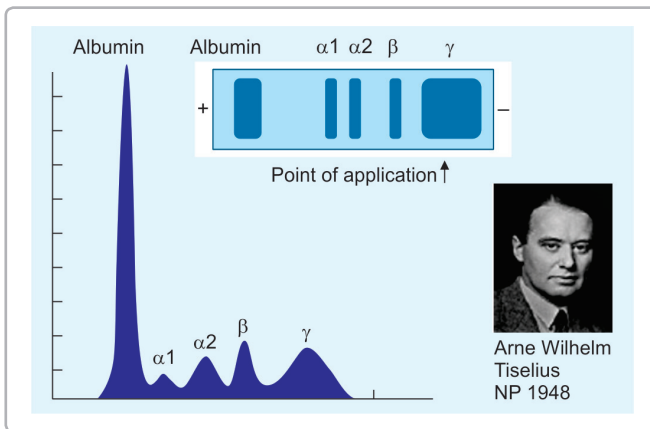 Albumin Albumin α1 α2 β γ
+ –
Point of application
α1 α2 β γ
Arne Wilhelm
Tiselius
NP 1948